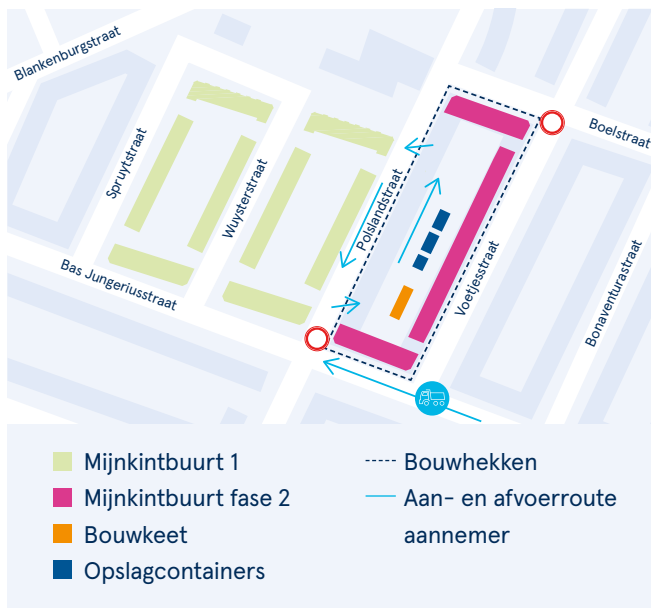 Blankenburgstraat
Boelstraat
Spruytstraat
Wuysterstraat
Polslandstraat
Voetjesstraat
Bas Jungeriusstraat
Bonaventurastraat
Mijnkintbuurt 1
Mijnkintbuurt fase 2
Bouwkeet
Opslagcontainers
Bouwhekken
Aan- en afvoerroute
aannemer